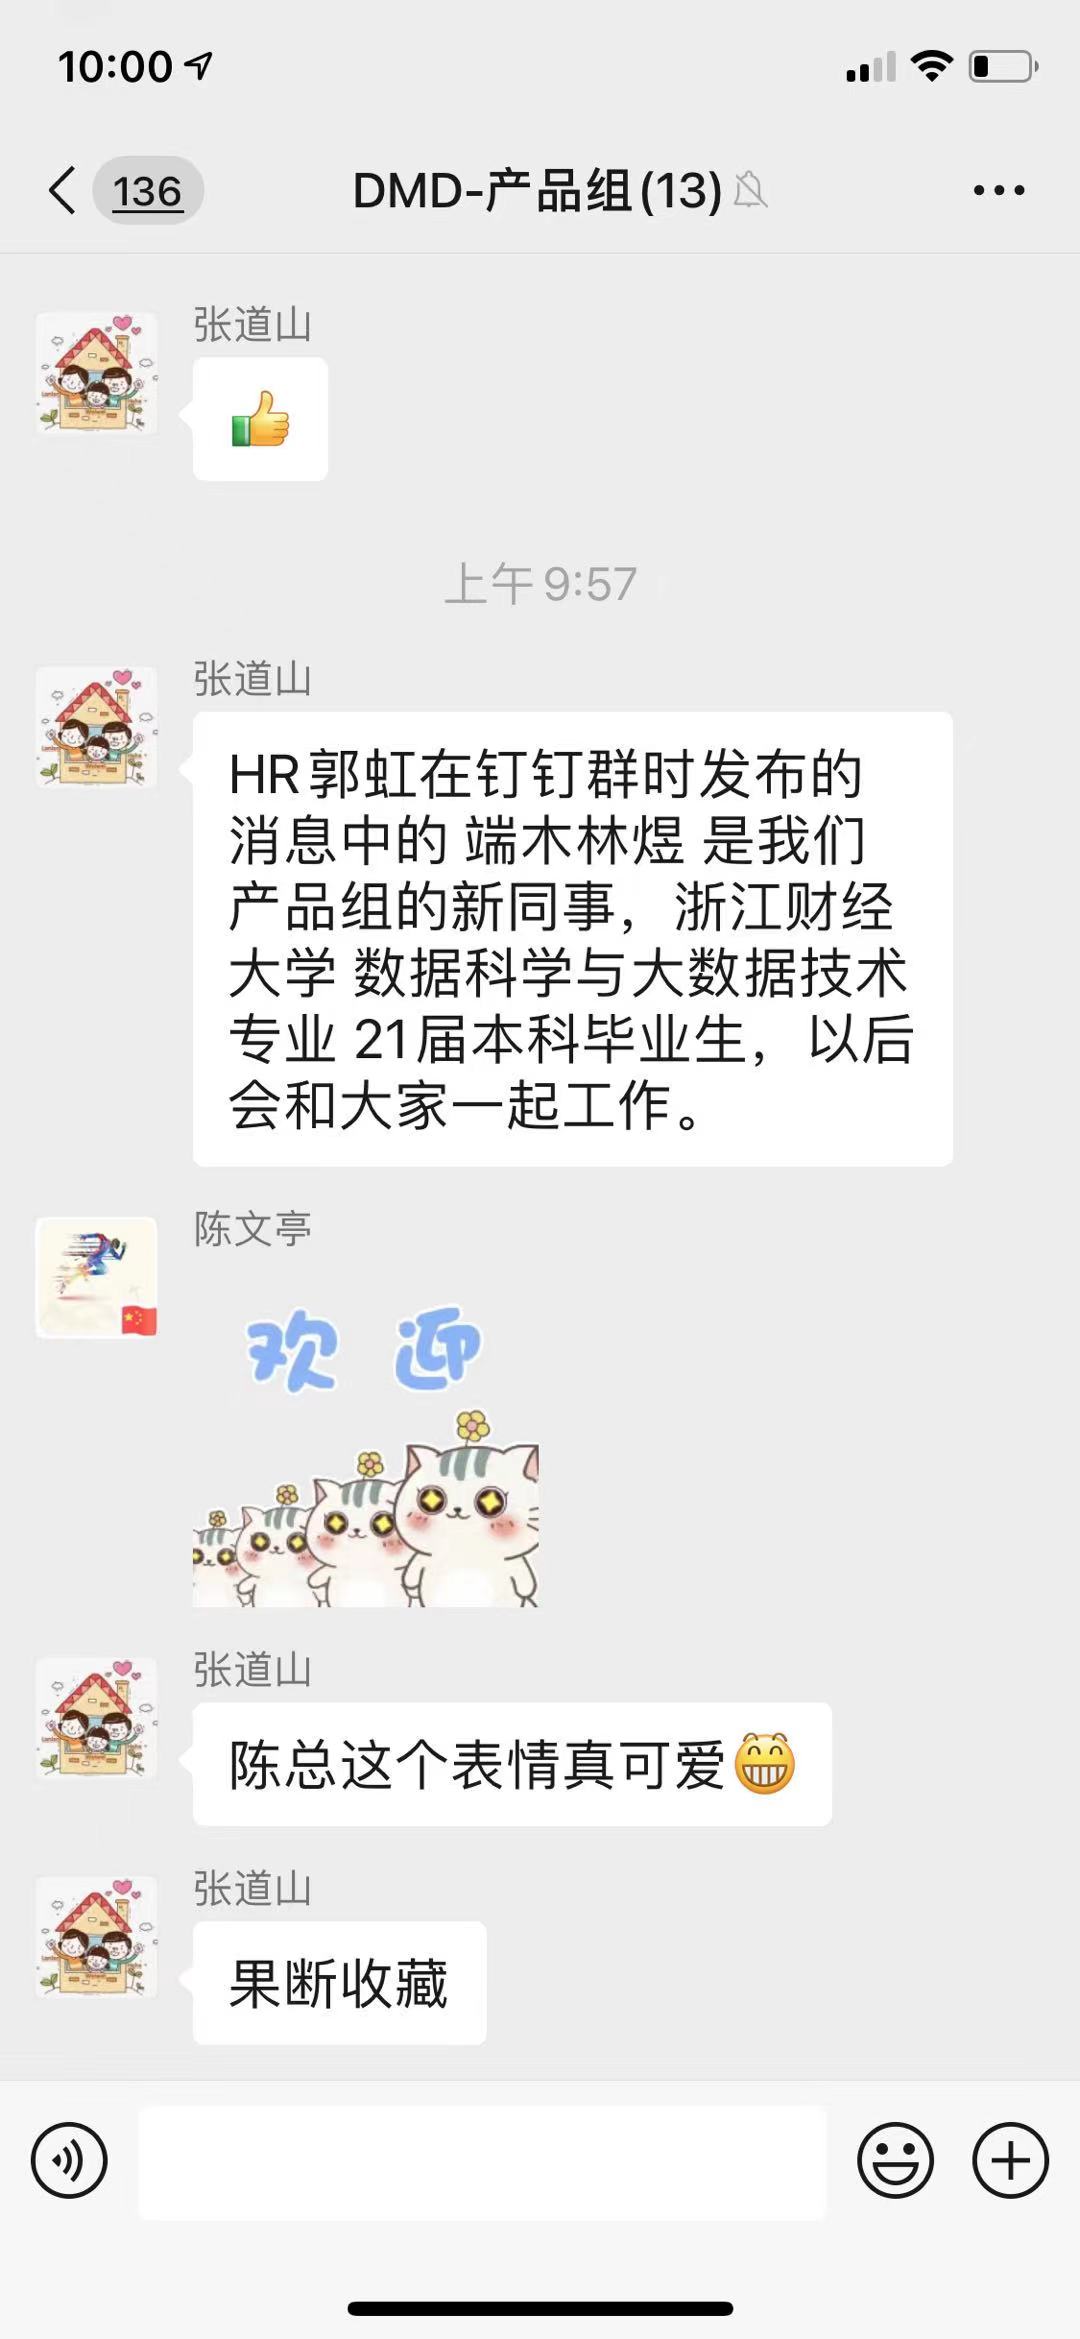 10:00
136
DMD-产品组(13)
张道山
上午 9:57
张道山
HR郭虹在钉钉群时发布的
消息中的 端木林煜 是我们
产品组的新同事，浙江财经
大学 数据科学与大数据技术
专业 21届本科毕业生，以后
会和大家一起工作。
陈文亭
欢 迎
张道山
陈总这个表情真可爱😁
张道山
果断收藏